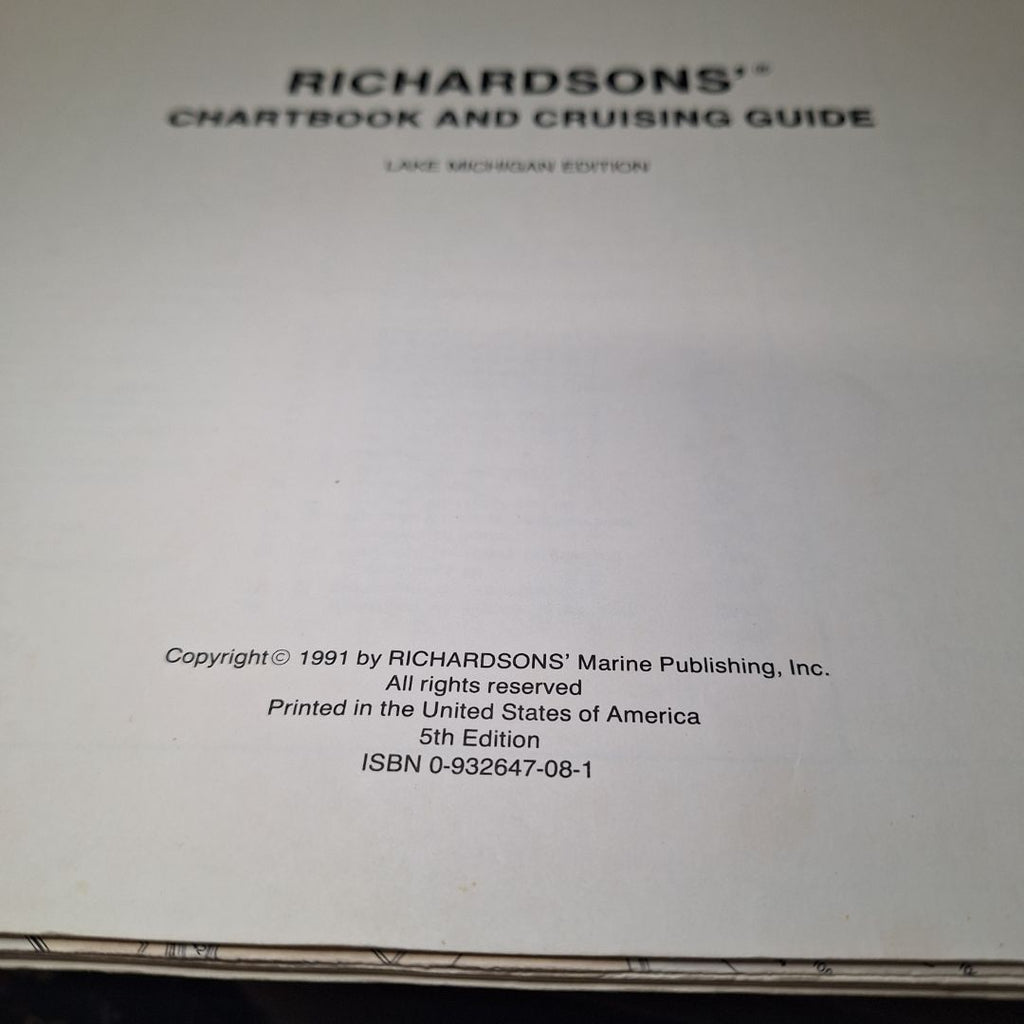 RICHARDSONS'®
CHARTBOOK AND CRUISING GUIDE
LAKE MICHIGAN EDITION
Copyright© 1991 by RICHARDSONS' Marine Publishing, Inc.
All rights reserved
Printed in the United States of America
5th Edition
ISBN 0-932647-08-1